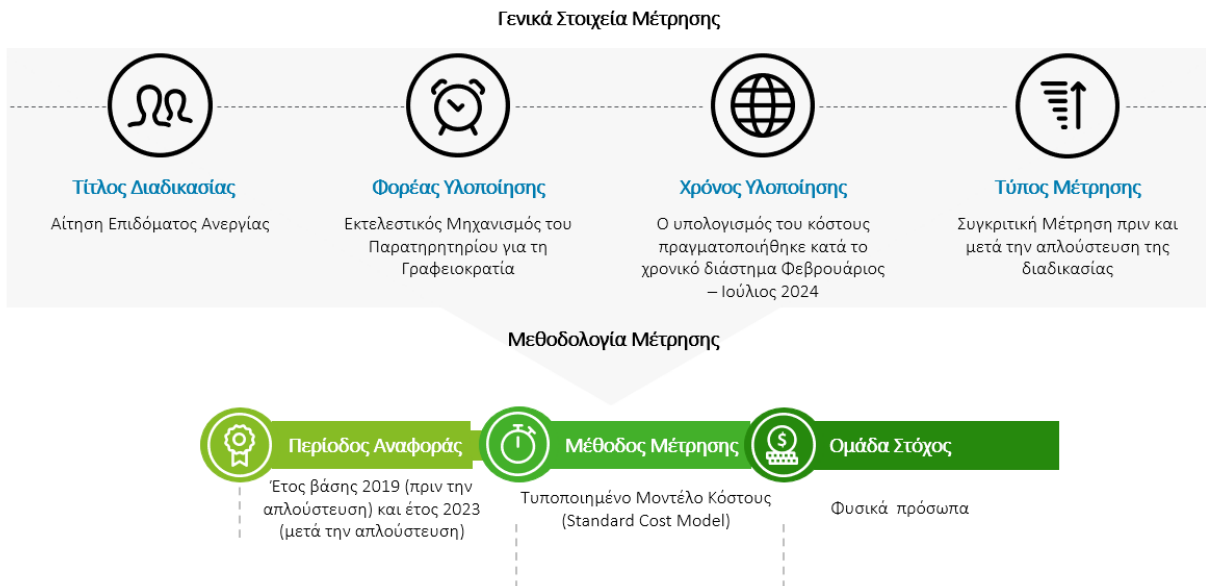 Γενικά Στοιχεία Μέτρησης
Τίτλος Διαδικασίας
Αίτηση Επιδόματος Ανεργίας
Φορέας Υλοποίησης
Εκτελεστικός Μηχανισμός του
Παρατηρητηρίου για τη
Γραφειοκρατία
Χρόνος Υλοποίησης
Ο υπολογισμός του κόστους
πραγματοποιήθηκε κατά το
χρονικό διάστημα Φεβρουάριος
– Ιούλιος 2024
Τύπος Μέτρησης
Συγκριτική Μέτρηση πριν και
μετά την απλούστευση της
διαδικασίας
Μεθοδολογία Μέτρησης
Περίοδος Αναφοράς
Έτος βάσης 2019 (πριν την
απλούστευση) και έτος 2023
(μετά την απλούστευση)
Μέθοδος Μέτρησης
Τυποποιημένο Μοντέλο Κόστους
(Standard Cost Model)
$
Ομάδα Στόχος
Φυσικά πρόσωπα